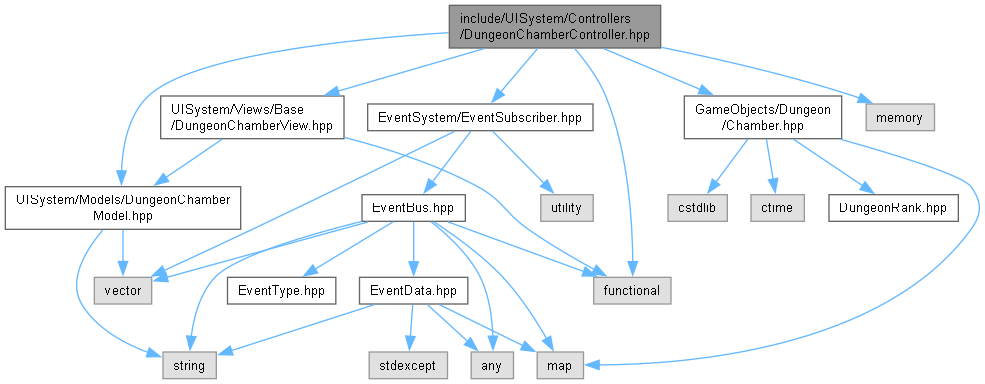 include/UISystem/Controllers
/DungeonChamberController.hpp
UISystem/Views/Base
/DungeonChamberView.hpp
EventSystem/EventSubscriber.hpp
GameObjects/Dungeon
/Chamber.hpp
memory
UISystem/Models/DungeonChamber
Model.hpp
EventBus.hpp
utility
cstdlib
ctime
DungeonRank.hpp
vector
EventType.hpp
EventData.hpp
functional
string
stdexcept
any
map